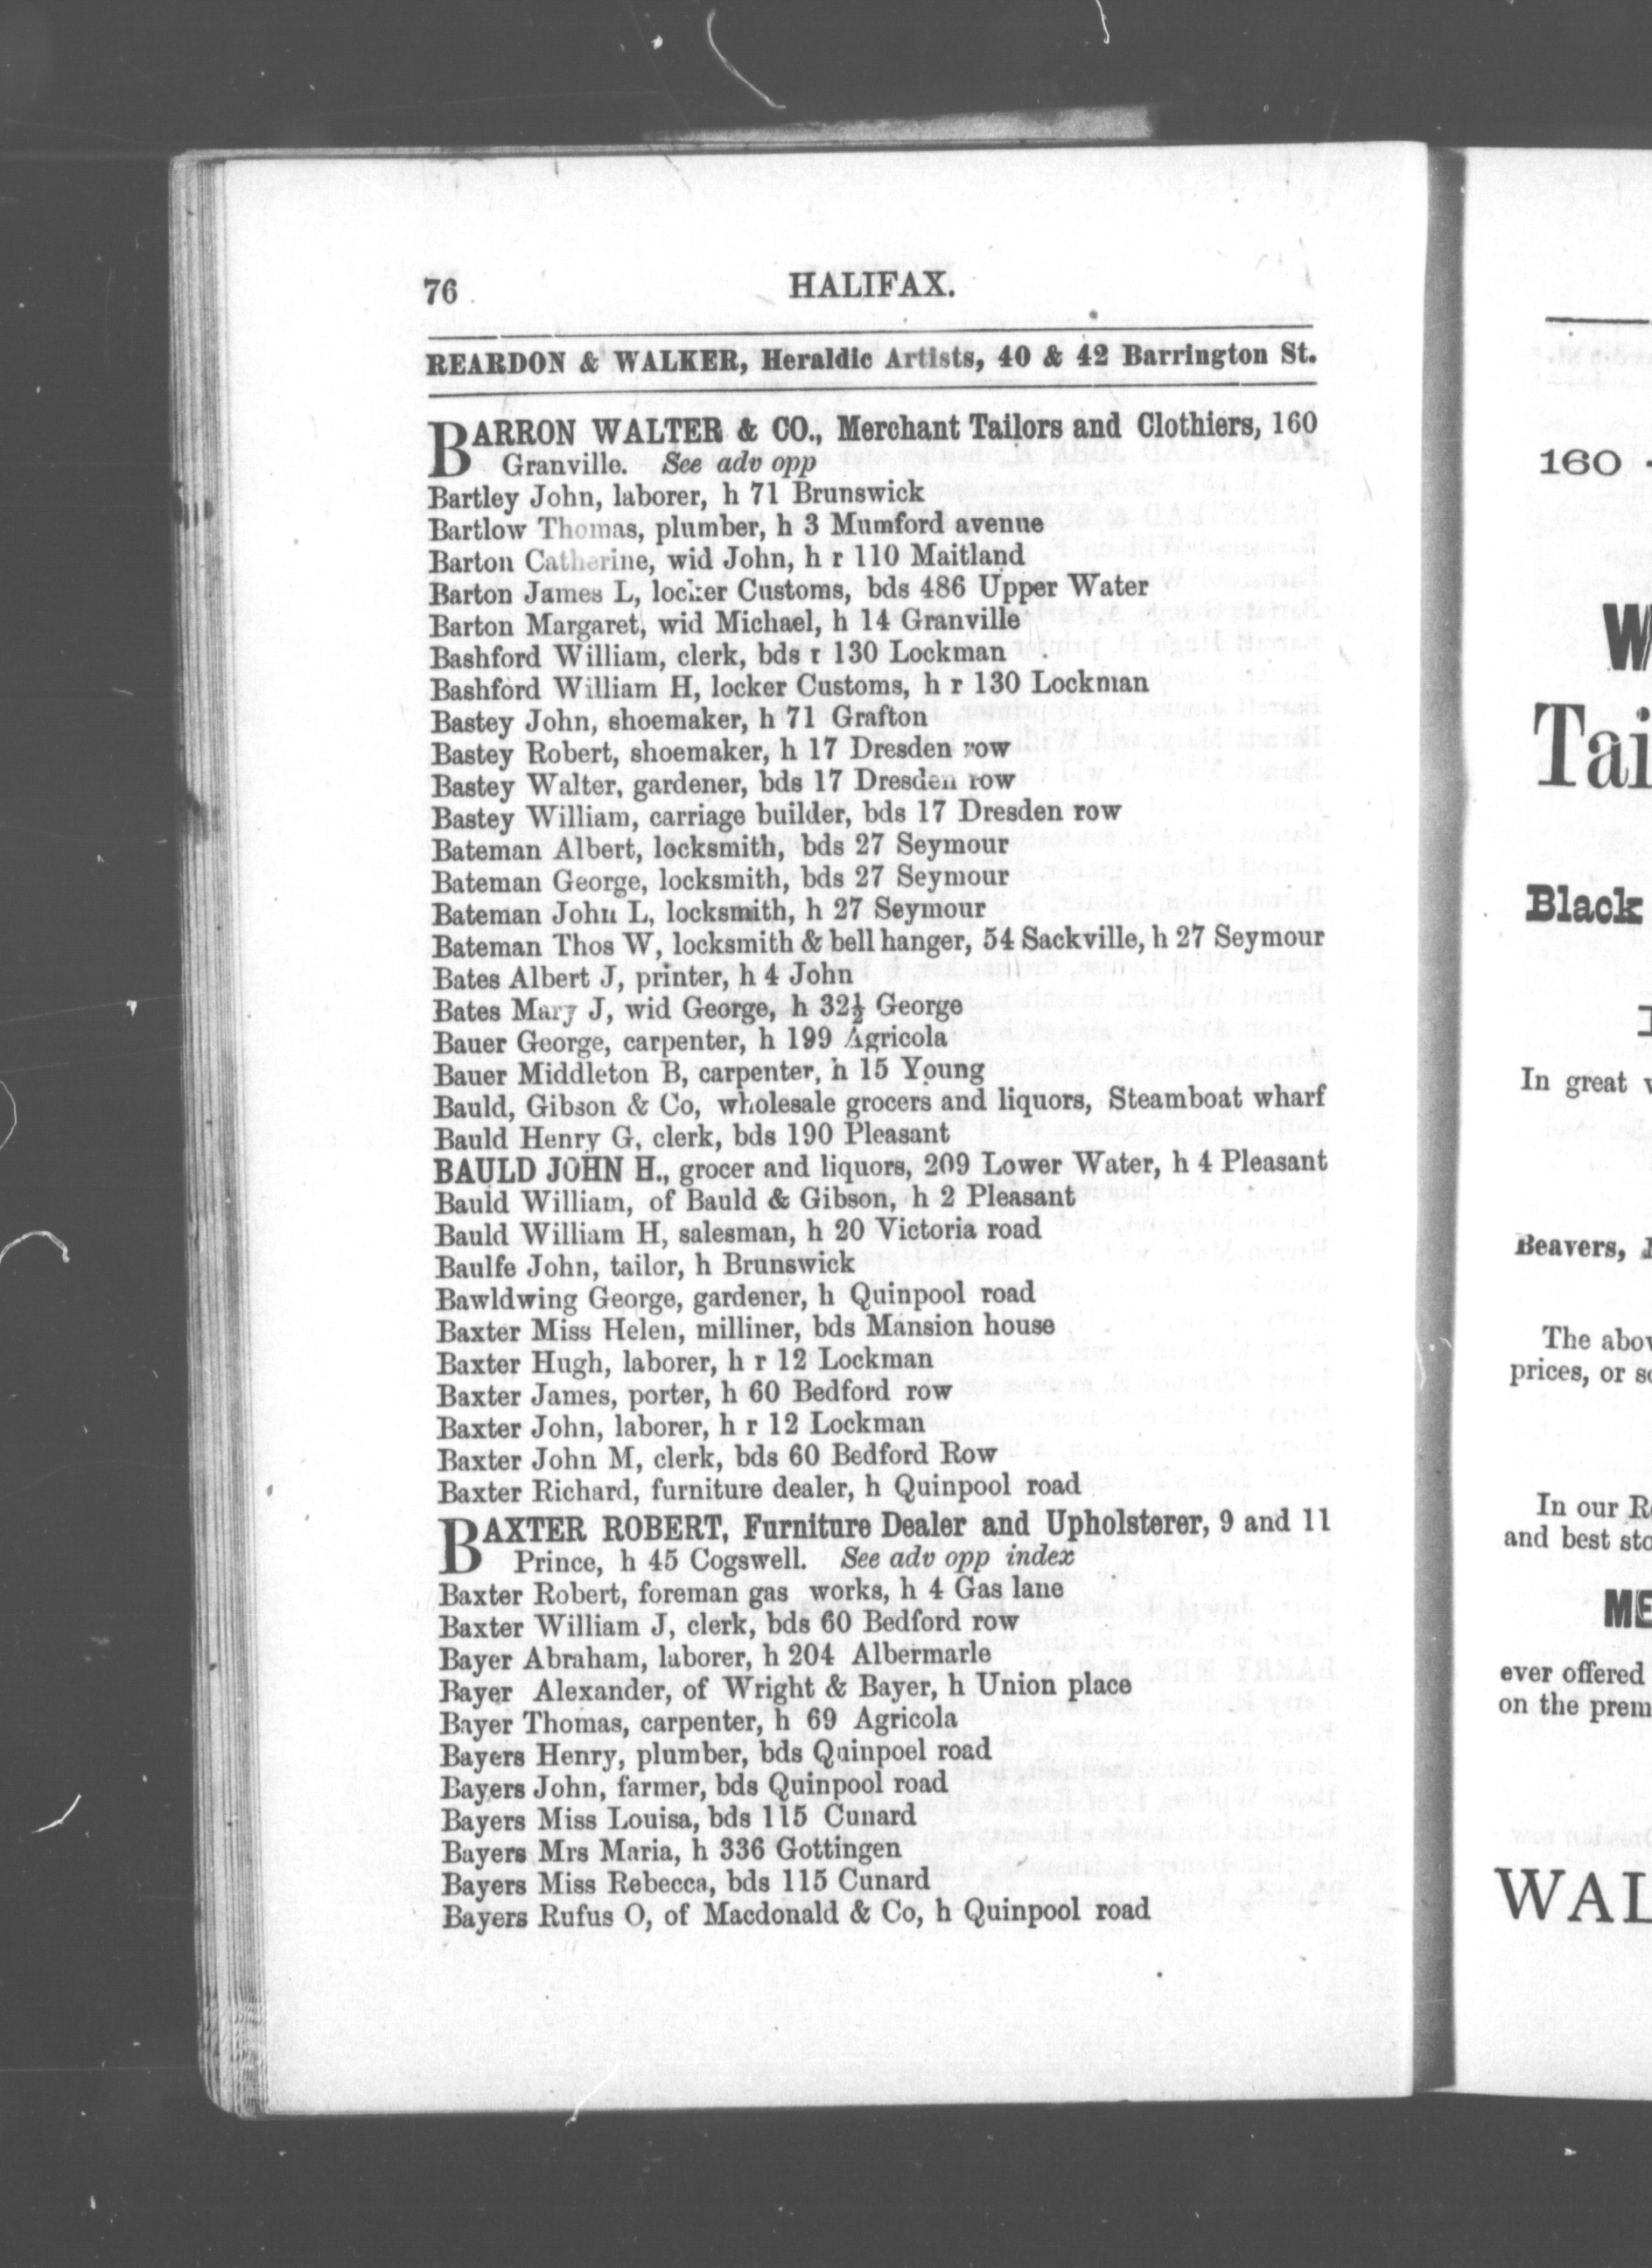 76
HALIFAX.
REARDON & WALKER, Heraldic Artists, 40 & 42 Barrington St.
BARRON WALTER & CO., Merchant Tailors and Clothiers, 160
Granville. See adv opp
Bartley John, laborer, h 71 Brunswick
Bartlow Thomas, plumber, h 3 Mumford avenue
Barton Catherine, wid John, h r 110 Maitland
Barton James L, locker Customs, bds 486 Upper Water
Barton Margaret, wid Michael, h 14 Granville
Bashford William, clerk, bds r 130 Lockman
Bashford William H, locker Customs, h r 130 Lockman
Bastey John, shoemaker, h 71 Grafton
Bastey Robert, shoemaker, h 17 Dresden row
Bastey Walter, gardener, bds 17 Dresden row
Bastey William, carriage builder, bds 17 Dresden row
Bateman Albert, locksmith, bds 27 Seymour
Bateman George, locksmith, bds 27 Seymour
Bateman John L, locksmith, h 27 Seymour
Bateman Thos W, locksmith & bell hanger, 54 Sackville, h 27 Seymour
Bates Albert J, printer, h 4 John
Bates Mary J, wid George, h 32½ George
Bauer George, carpenter, h 199 Agricola
Bauer Middleton B, carpenter, h 15 Young
Bauld, Gibson & Co, wholesale grocers and liquors, Steamboat wharf
Bauld Henry G, clerk, bds 190 Pleasant
BAULD JOHN H., grocer and liquors, 209 Lower Water, h 4 Pleasant
Bauld William, of Bauld & Gibson, h 2 Pleasant
Bauld William H, salesman, h 20 Victoria road
Baulfe John, tailor, h Brunswick
Bawldwing George, gardener, h Quinpool road
Baxter Miss Helen, milliner, bds Mansion house
Baxter Hugh, laborer, h r 12 Lockman
Baxter James, porter, h 60 Bedford row
Baxter John, laborer, h r 12 Lockman
Baxter John M, clerk, bds 60 Bedford Row
Baxter Richard, furniture dealer, h Quinpool road
BAXTER ROBERT, Furniture Dealer and Upholsterer, 9 and 11
Prince, h 45 Cogswell. See adv opp index
Baxter Robert, foreman gas works, h 4 Gas lane
Baxter William J, clerk, bds 60 Bedford row
Bayer Abraham, laborer, h 204 Albermarle
Bayer Alexander, of Wright & Bayer, h Union place
Bayer Thomas, carpenter, h 69 Agricola
Bayers Henry, plumber, bds Quinpoel road
Bayers John, farmer, bds Quinpool road
Bayers Miss Louisa, bds 115 Cunard
Bayers Mrs Maria, h 336 Gottingen
Bayers Miss Rebecca, bds 115 Cunard
Bayers Rufus O, of Macdonald & Co, h Quinpool road
160
W
Tai
Black
In great
Beavers,
The abov
prices, or so
In our Re
and best sto
ME
ever offered
on the prem
WAL